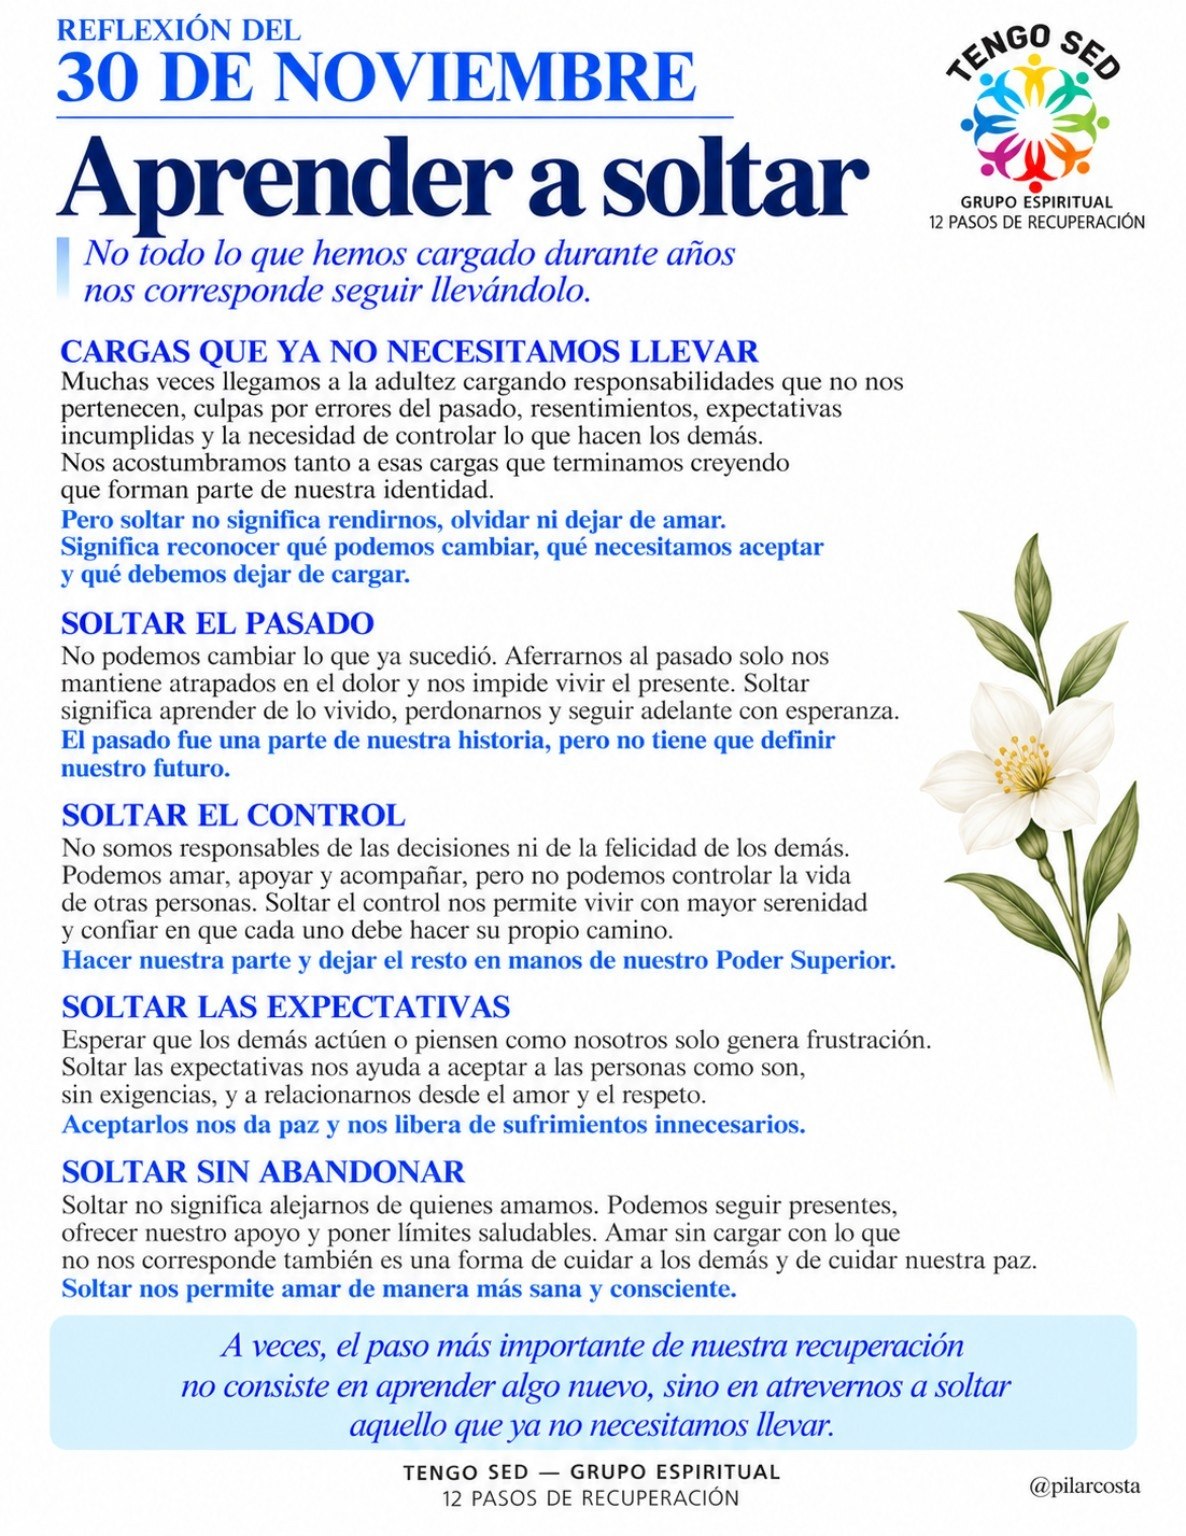 REFLEXIÓN DEL
30 DE NOVIEMBRE
TENGO SED
GRUPO ESPIRITUAL
12 PASOS DE RECUPERACIÓN
Aprender a soltar
No todo lo que hemos cargado durante años
nos corresponde seguir llevándolo.
CARGAS QUE YA NO NECESITAMOS LLEVAR
Muchas veces llegamos a la adultez cargando responsabilidades que no nos
pertenecen, culpas por errores del pasado, resentimientos, expectativas
incumplidas y la necesidad de controlar lo que hacen los demás.
Nos acostumbramos tanto a esas cargas que terminamos creyendo
que forman parte de nuestra identidad.
Pero soltar no significa rendirnos, olvidar ni dejar de amar.
Significa reconocer qué podemos cambiar, qué necesitamos aceptar
y qué debemos dejar de cargar.
SOLTAR EL PASADO
No podemos cambiar lo que ya sucedió. Aferrarnos al pasado solo nos
mantiene atrapados en el dolor y nos impide vivir el presente. Soltar
significa aprender de lo vivido, perdonarnos y seguir adelante con esperanza.
El pasado fue una parte de nuestra historia, pero no tiene que definir
nuestro futuro.
SOLTAR EL CONTROL
No somos responsables de las decisiones ni de la felicidad de los demás.
Podemos amar, apoyar y acompañar, pero no podemos controlar la vida
de otras personas. Soltar el control nos permite vivir con mayor serenidad
y confiar en que cada uno debe hacer su propio camino.
Hacer nuestra parte y dejar el resto en manos de nuestro Poder Superior.
SOLTAR LAS EXPECTATIVAS
Esperar que los demás actúen o piensen como nosotros solo genera frustración.
Soltar las expectativas nos ayuda a aceptar a las personas como son,
sin exigencias, y a relacionarnos desde el amor y el respeto.
Aceptarlos nos da paz y nos libera de sufrimientos innecesarios.
SOLTAR SIN ABANDONAR
Soltar no significa alejarnos de quienes amamos. Podemos seguir presentes,
ofrecer nuestro apoyo y poner límites saludables. Amar sin cargar con lo que
no nos corresponde también es una forma de cuidar a los demás y de cuidar nuestra paz.
Soltar nos permite amar de manera más sana y consciente.
A veces, el paso más importante de nuestra recuperación
no consiste en aprender algo nuevo, sino en atrevernos a soltar
aquello que ya no necesitamos llevar.
TENGO SED — GRUPO ESPIRITUAL
12 PASOS DE RECUPERACIÓN
@pilarcosta